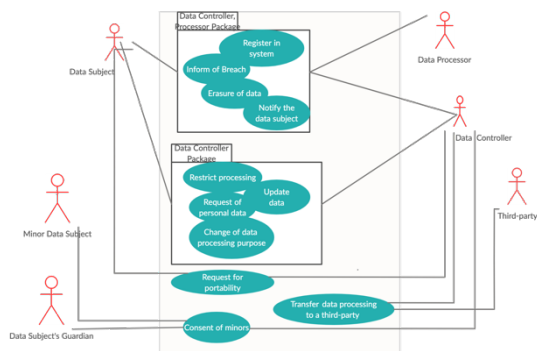 Data Controller,
Processor Package
Register in
system
Data Subject
Data Processor
Inform of Breach
Erasure of data
Notify the
data subject
Data Controller
Data Controller
Package
Restrict processing
Update
data
Request of
personal data
Third-party
Minor Data Subject
Change of data
processing purpose
Request for
portability
Transfer data processing
to a third-party
Consent of minors
Data Subject's Guardian